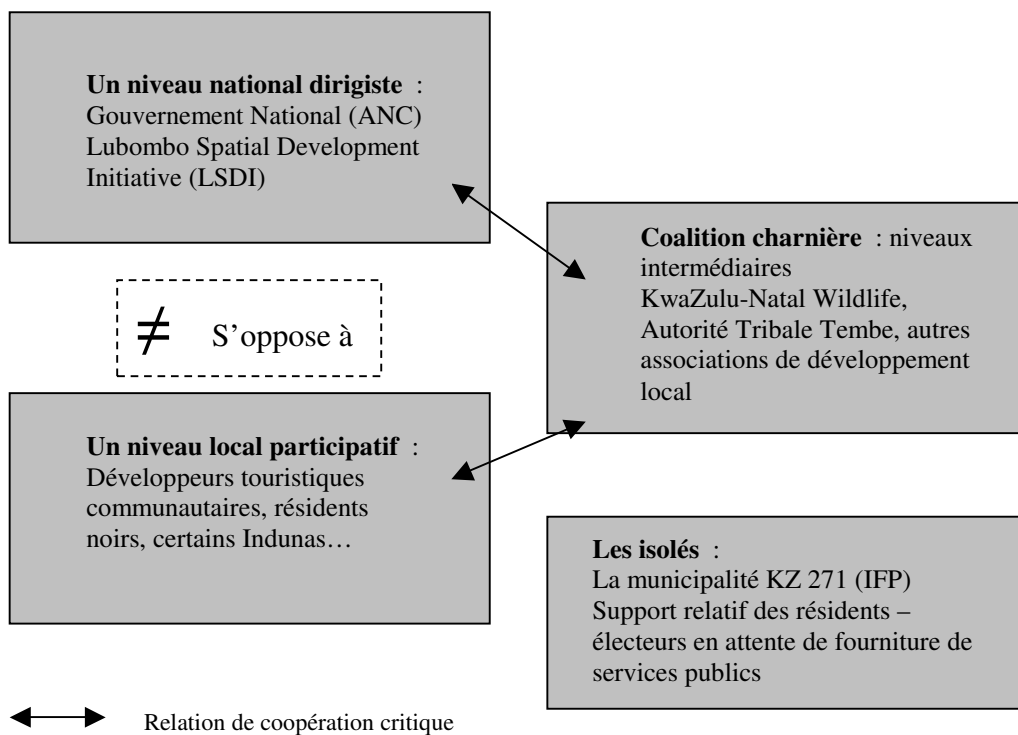 Un niveau national dirigiste :
Gouvernement National (ANC)
Lubombo Spatial Development
Initiative (LSDI)
Coalition charnière : niveaux
intermédiaires
KwaZulu-Natal Wildlife,
Autorité Tribale Tembe, autres
associations de développement
local
≠ S’oppose à
Un niveau local participatif :
Développeurs touristiques
communautaires, résidents
noirs, certains Indunas…
Les isolés :
La municipalité KZ 271 (IFP)
Support relatif des résidents –
électeurs en attente de fourniture de
services publics
Relation de coopération critique